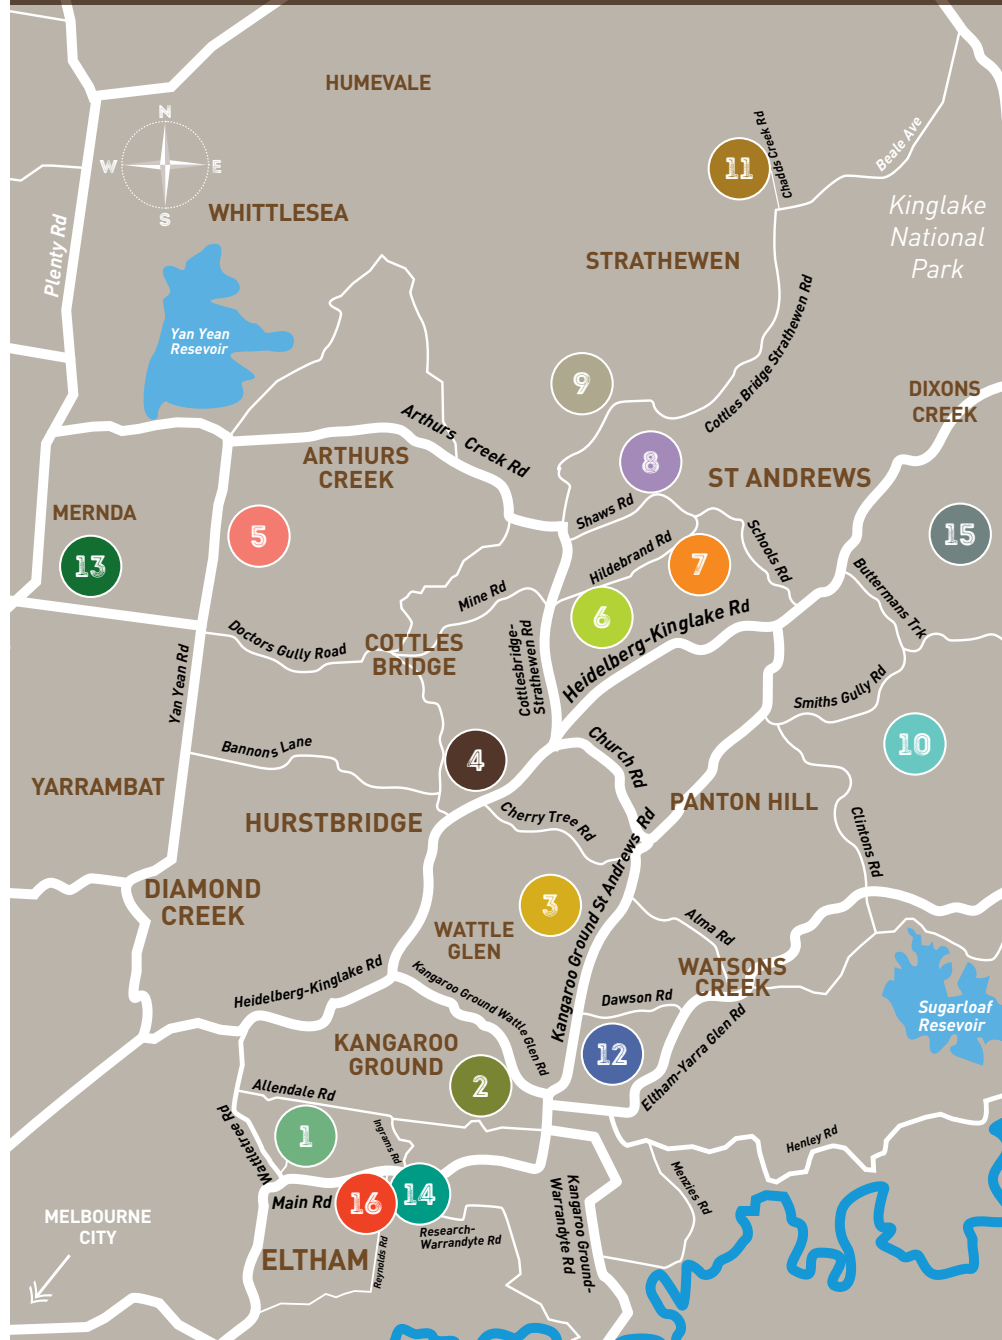 HUMEVALE
N
W
E
S
Chadds Creek Rd
11
Beale Ave
Kinglake
National
Park
WHITTLESEA
Plenty Rd
STRATHEWEN
Yan Yean
Resevoir
Cottles Bridge Strathewen Rd
9
DIXONS
CREEK
Arthurs Creek Rd
ARTHURS
CREEK
8
ST ANDREWS
MERNDA
13
5
Shaws Rd
Schools Rd
15
Hildebrand Rd
7
Buttermans Trk
Mine Rd
6
Doctors Gully Road
COTTLES
BRIDGE
Cottlesbridge-
Strathewen Rd
Heidelberg-Kinglake Rd
Yan Yean Rd
Smiths Gully Rd
10
Bannons Lane
4
Church Rd
YARRAMBAT
HURSTBRIDGE
PANTON HILL
Cherry Tree Rd
Clintons Rd
DIAMOND
CREEK
3
Kangaroo Ground St Andrews Rd
WATTLE
GLEN
Alma Rd
WATSONS
CREEK
Heidelberg-Kinglake Rd
Kangaroo Ground Wattle Glen Rd
Dawson Rd
Sugarloaf
Resevoir
KANGAROO
GROUND
12
Eltham-Yarra Glen Rd
2
Allendale Rd
Wattletree Rd
1
Ingrams Rd
Henley Rd
Menzies Rd
Main Rd
16
14
Kangaroo Ground-
Warrandyte Rd
MELBOURNE
CITY
Research-
Warrandyte Rd
ELTHAM
Reynolds Rd